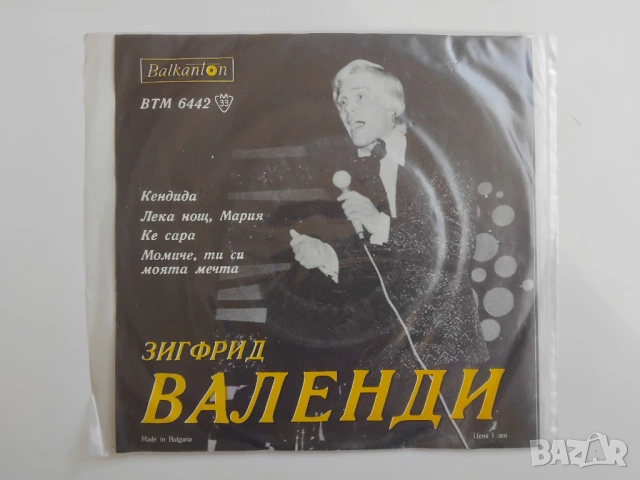 Balkanton
ВТМ 6442 M 33
Кендида
Лека нощ, Мария
Ке сара
Момиче, ти си
моята мечта
ЗИГФРИД
ВАЛЕНДИ
Made in Bulgaria
Цена 1 лев
BAZAR.bg